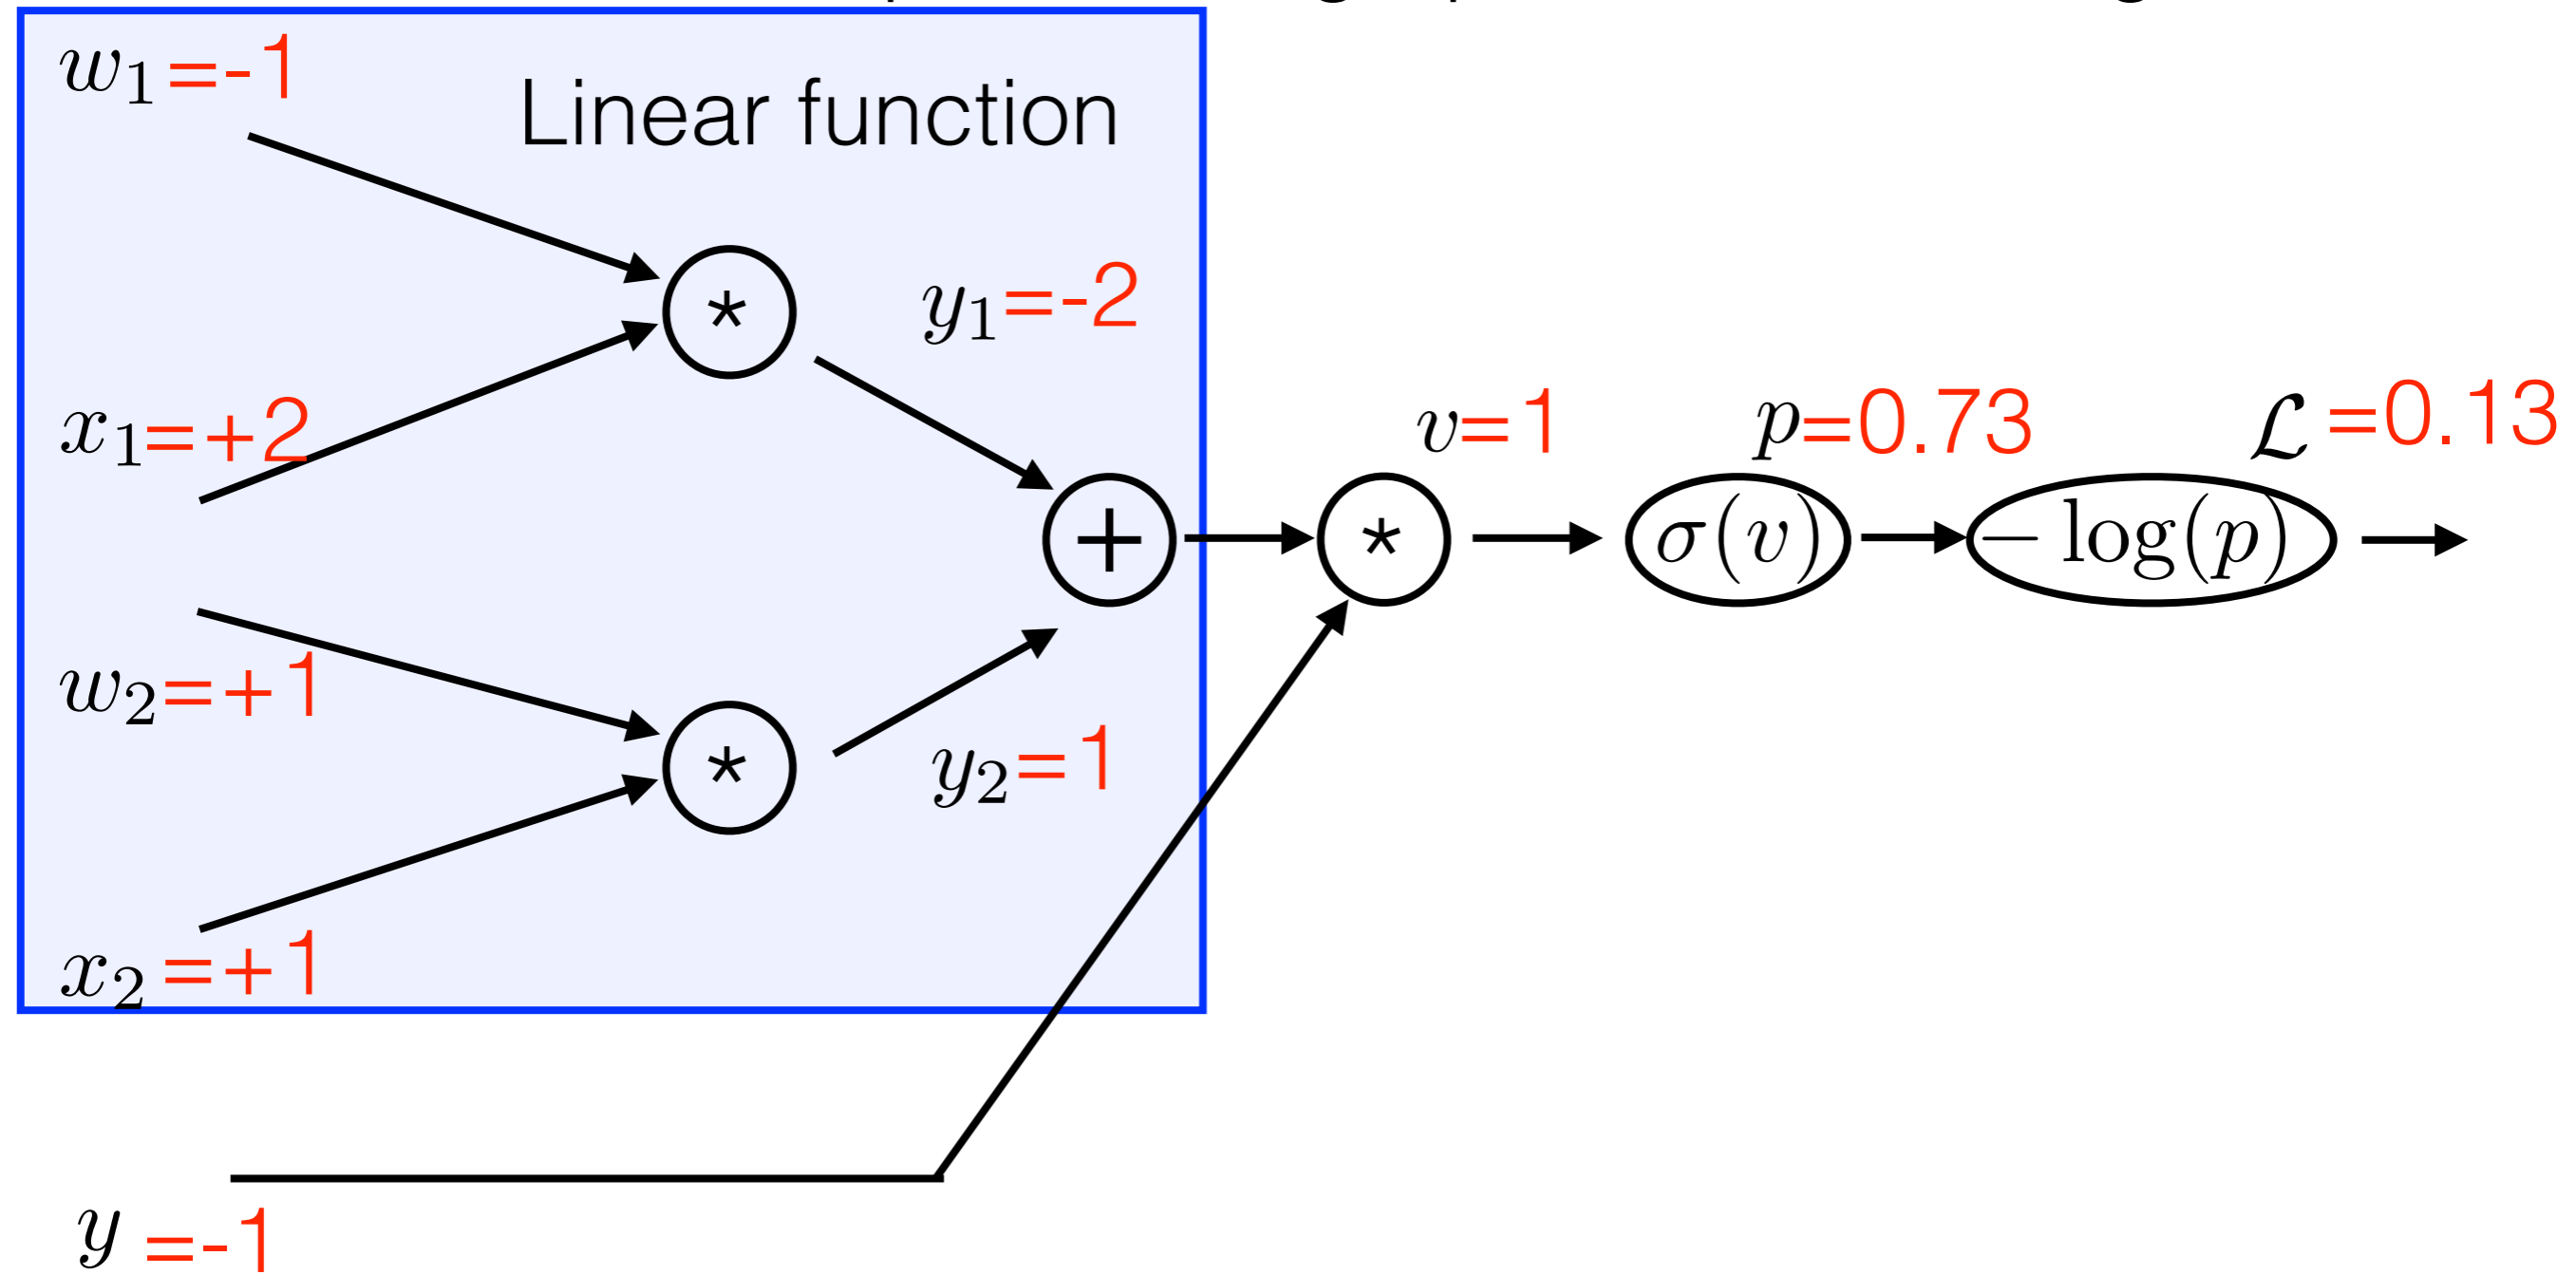 w₁=-1
Linear function
*
y₁=-2
x₁=+2
v=1
p=0.73
ℒ=0.13
+
*
σ(v)
− log(p)
w₂=+1
*
y₂=1
x₂=+1
y=-1